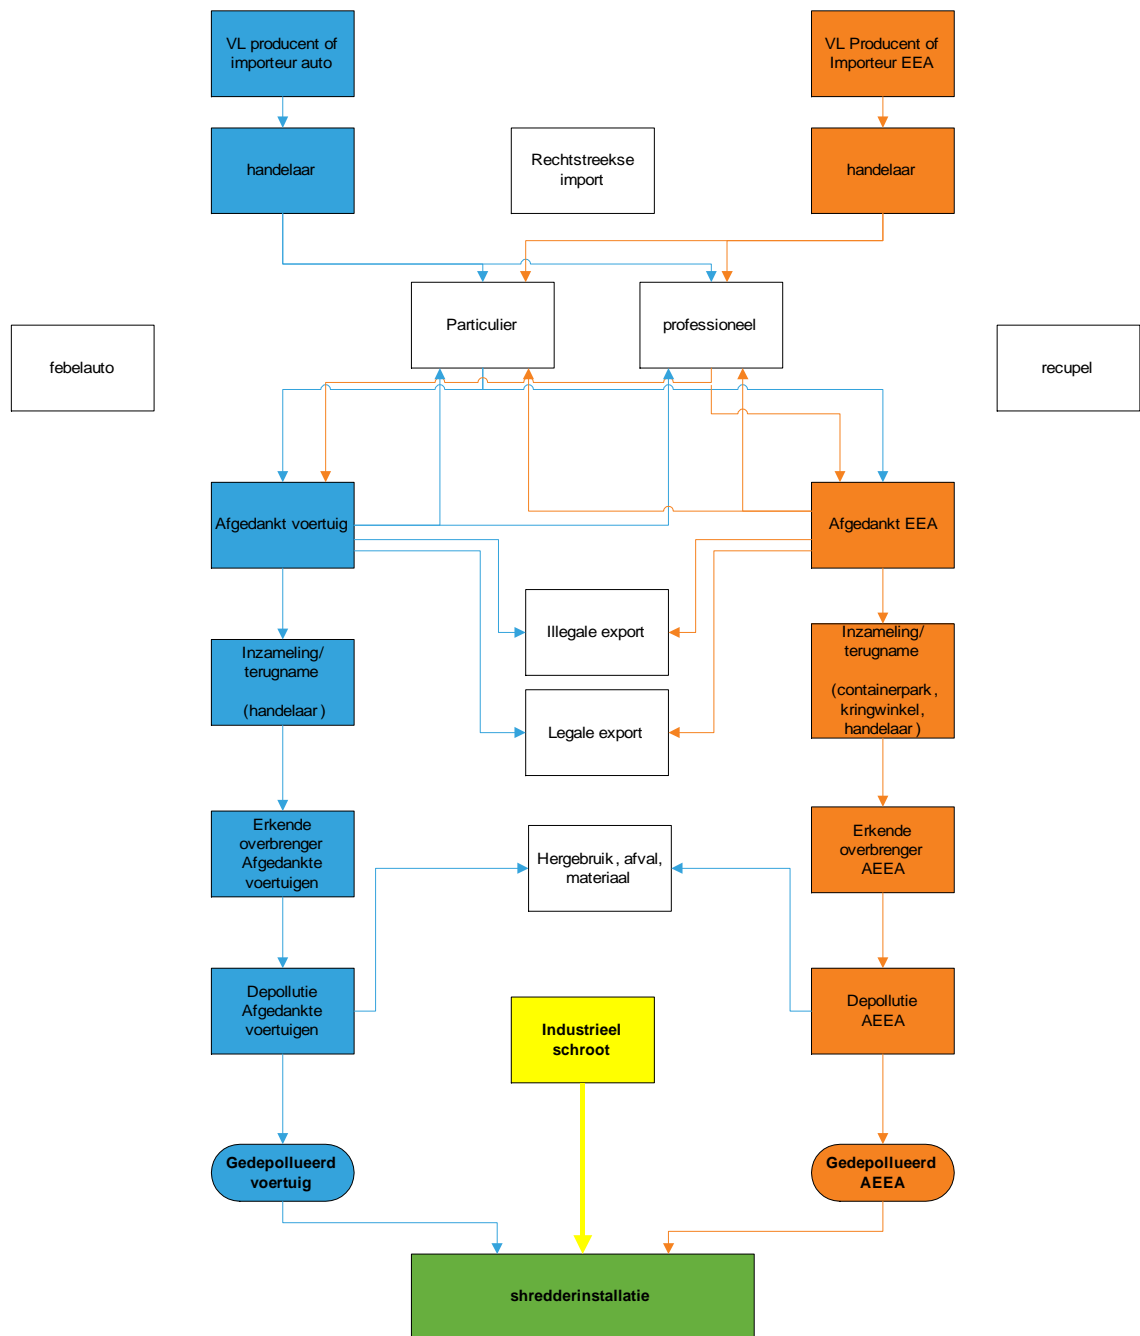 VL producent of
importeur auto
VL Producent of
Importeur EEA
handelaar
Rechtstreekse
import
handelaar
Particulier
professioneel
febelauto
recupel
Afgedankt voertuig
Afgedankt EEA
Illegale export
Inzameling/
terugname
(handelaar)
Inzameling/
terugname
(containerpark,
kringwinkel,
handelaar)
Legale export
Erkende
overbrenger
Afgedankte
voertuigen
Hergebruik, afval,
materiaal
Erkende
overbrenger
AEEA
Depollutie
Afgedankte
voertuigen
Industrieel
schroot
Depollutie
AEEA
Gedepollueerd
voertuig
Gedepollueerd
AEEA
shredderinstallatie